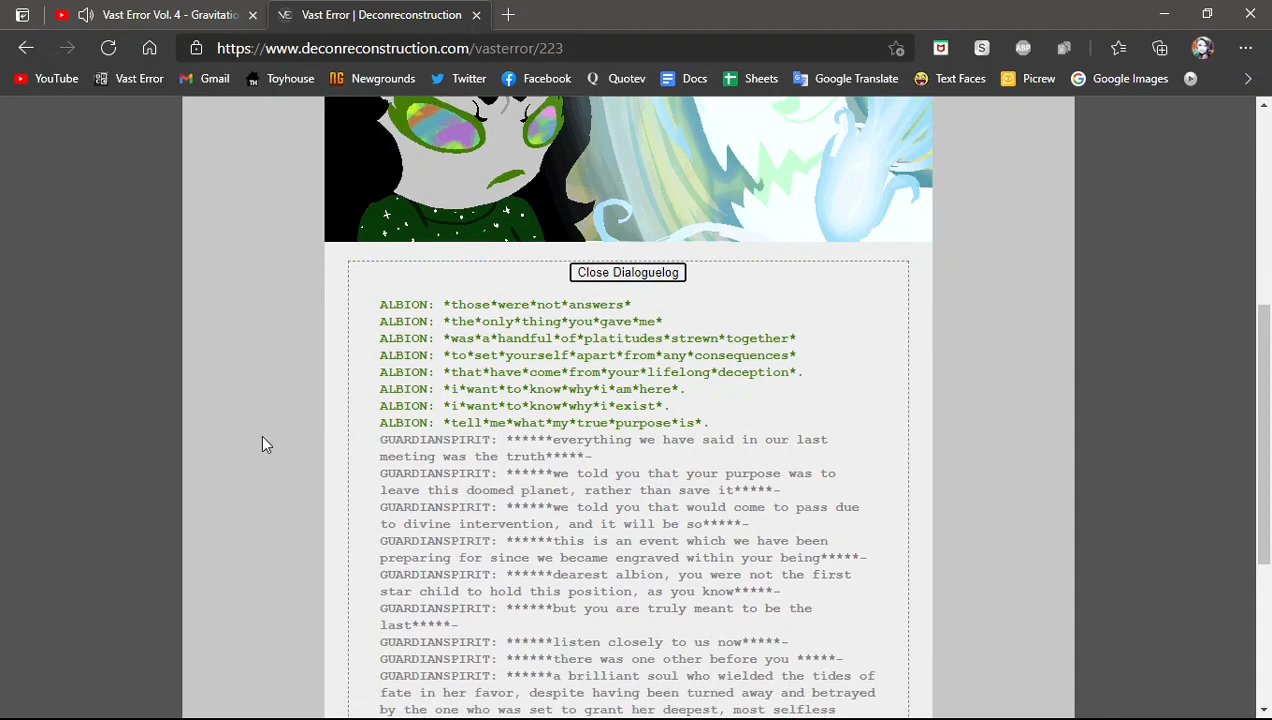 Vast Error Vol. 4 - Gravitatio
Vast Error | Deconreconstruction
https://www.deconreconstruction.com/vasterror/223
YouTube Vast Error Gmail Toyhouse Newgrounds Twitter Facebook Quotev Docs Sheets Google Translate Text Faces Picrew Google Images
Close Dialoguelog
ALBION: *those*were*not*answers*
ALBION: *the*only*thing*you*gave*me*
ALBION: *was*a*handful*of*platitudes*strewn*together*
ALBION: *to*set*yourself*apart*from*any*consequences*
ALBION: *that*have*come*from*your*lifelong*deception*.
ALBION: *i*want*to*know*why*i*am*here*.
ALBION: *i*want*to*know*why*i*exist*.
ALBION: *tell*me*what*my*true*purpose*is*.
GUARDIANSPIRIT: ******everything we have said in our last
meeting was the truth*****~
GUARDIANSPIRIT: ******we told you that your purpose was to
leave this doomed planet, rather than save it*****~
GUARDIANSPIRIT: ******we told you that would come to pass due
to divine intervention, and it will be so*****~
GUARDIANSPIRIT: ******this is an event which we have been
preparing for since we became engraved within your being*****~
GUARDIANSPIRIT: ******dearest albion, you were not the first
star child to hold this position, as you know*****~
GUARDIANSPIRIT: ******but you are truly meant to be the
last*****~
GUARDIANSPIRIT: ******listen closely to us now*****~
GUARDIANSPIRIT: ******there was one other before you *****~
GUARDIANSPIRIT: ******a brilliant soul who wielded the tides of
fate in her favor, despite having been turned away and betrayed
by the one who was set to grant her deepest, most selfless